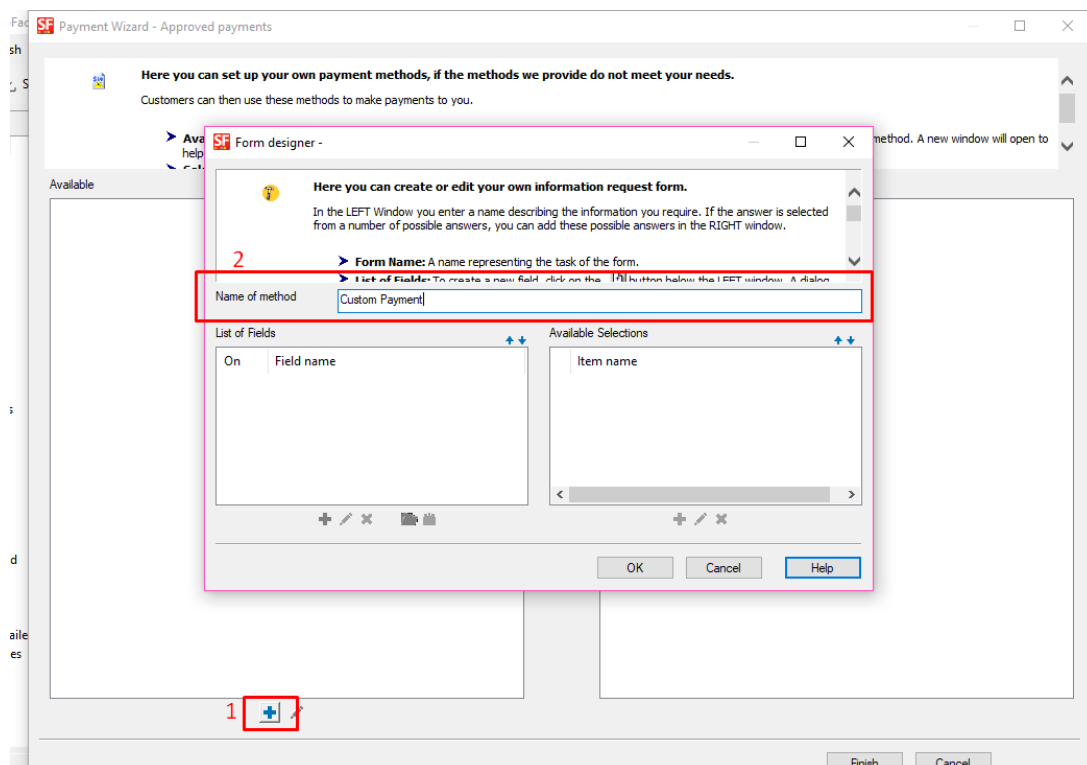 Fac
SF Payment Wizard - Approved payments
sh
S
Here you can set up your own payment methods, if the methods we provide do not meet your needs.
Customers can then use these methods to make payments to you.
Ava
method. A new window will open to
help
Available
SF Form designer -
Here you can create or edit your own information request form.
In the LEFT Window you enter a name describing the information you require. If the answer is selected
from a number of possible answers, you can add these possible answers in the RIGHT window.
2
Form Name: A name representing the task of the form.
List of Fields: To create a new field, click on the button below the LEFT window. A dialog
Name of method Custom Payment
List of Fields Available Selections
On Field name Item name
s
OK Cancel Help
d
aile
es
1
Finish Cancel